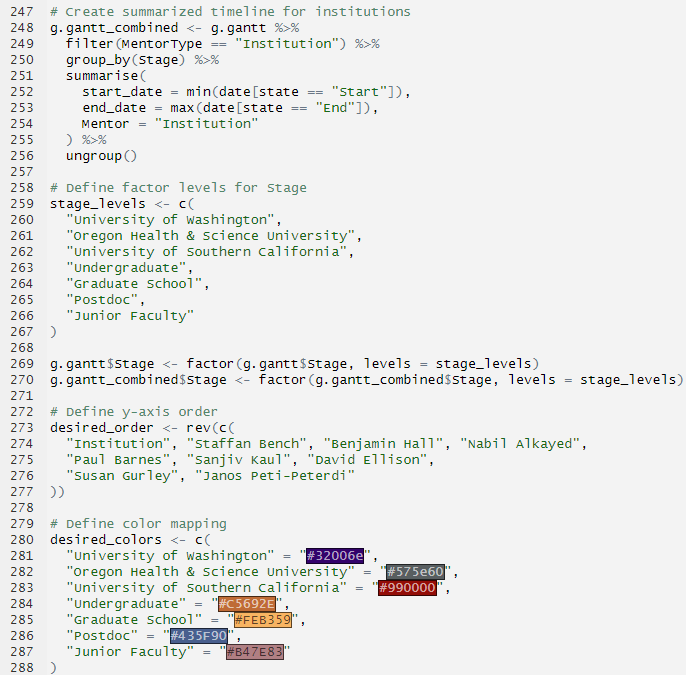 247 # Create summarized timeline for institutions
248 g.gantt_combined <- g.gantt %>%
249   filter(MentorType == "Institution") %>%
250   group_by(Stage) %>%
251   summarise(
252     start_date = min(date[state == "Start"]),
253     end_date = max(date[state == "End"]),
254     Mentor = "Institution"
255   ) %>%
256   ungroup()
257
258 # Define factor levels for Stage
259 stage_levels <- c(
260   "University of Washington",
261   "Oregon Health & Science University",
262   "University of Southern California",
263   "Undergraduate",
264   "Graduate School",
265   "Postdoc",
266   "Junior Faculty"
267 )
268
269 g.gantt$Stage <- factor(g.gantt$Stage, levels = stage_levels)
270 g.gantt_combined$Stage <- factor(g.gantt_combined$Stage, levels = stage_levels)
271
272 # Define y-axis order
273 desired_order <- rev(c(
274   "Institution", "Staffan Bench", "Benjamin Hall", "Nabil Alkayed",
275   "Paul Barnes", "Sanjiv Kaul", "David Ellison",
276   "Susan Gurley", "Janos Peti-Peterdi"
277 ))
278
279 # Define color mapping
280 desired_colors <- c(
281   "University of Washington" = "#32006e",
282   "Oregon Health & Science University" = "#575e60",
283   "University of Southern California" = "#990000",
284   "Undergraduate" = "#C5692E",
285   "Graduate School" = "#FEB359",
286   "Postdoc" = "#435F90",
287   "Junior Faculty" = "#B47E83"
288 )